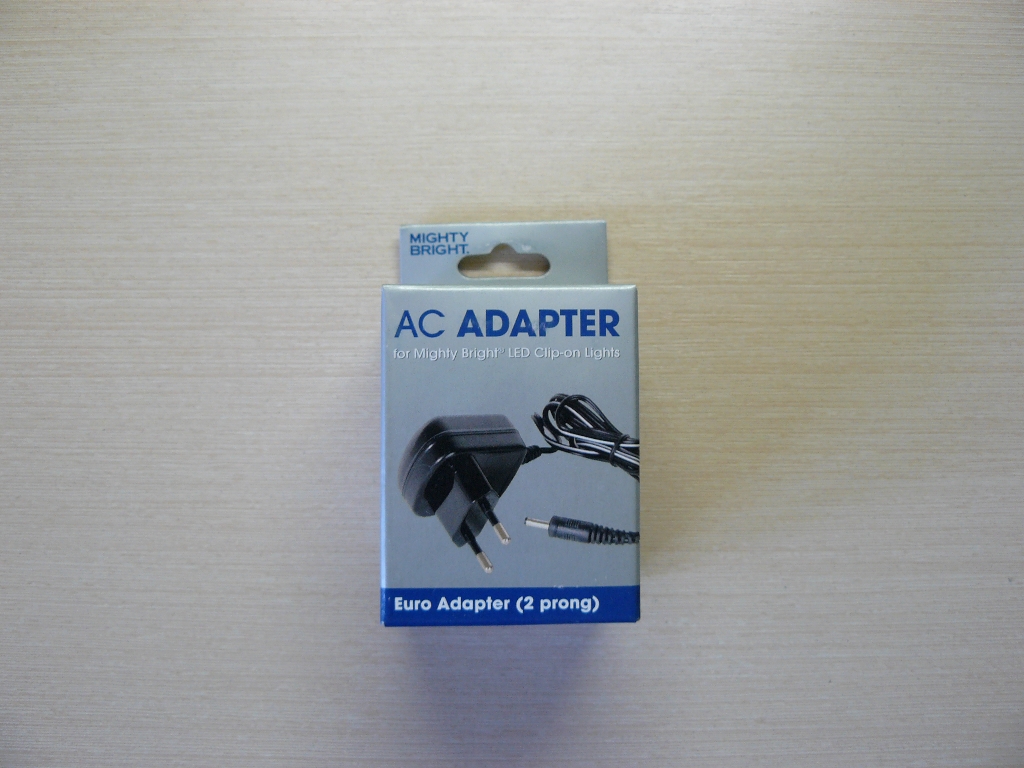 MIGHTY
BRIGHT.
AC ADAPTER
for Mighty Bright® LED Clip-on Lights
Euro Adapter (2 prong)